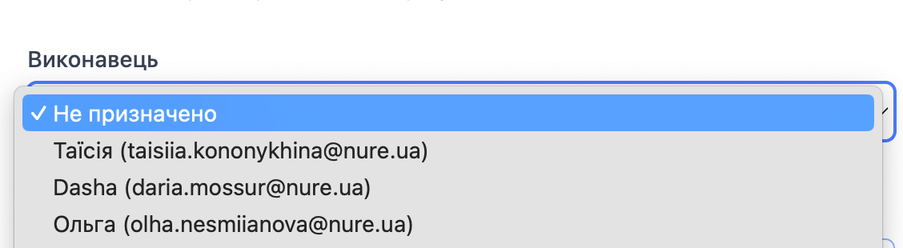 Виконавець
✓ Не призначено
Таїсія (taisiia.kononykhina@nure.ua)
Dasha (daria.mossur@nure.ua)
Ольга (olha.nesmiianova@nure.ua)